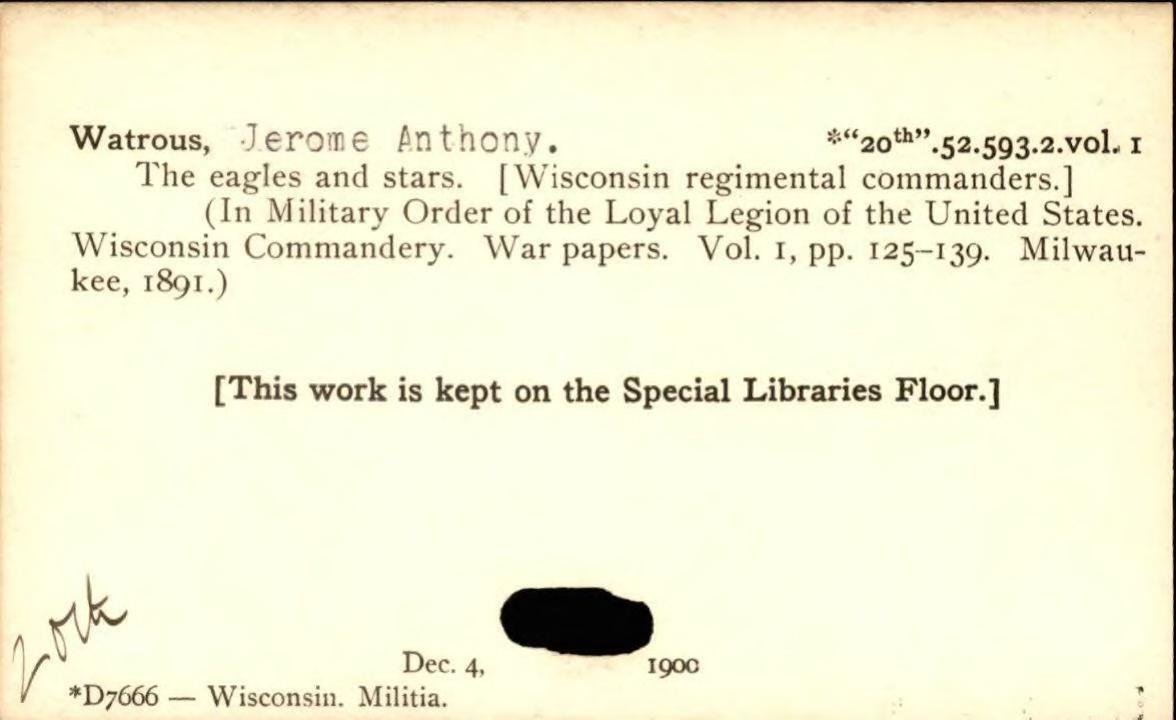 Watrous, Jerome Anthony. *“20th”.52.593.2.vol. 1
The eagles and stars. [Wisconsin regimental commanders.]
(In Military Order of the Loyal Legion of the United States.
Wisconsin Commandery. War papers. Vol. 1, pp. 125–139. Milwau-
kee, 1891.)
[This work is kept on the Special Libraries Floor.]
20th
Dec. 4, 1900
*D7666 — Wisconsin. Militia.